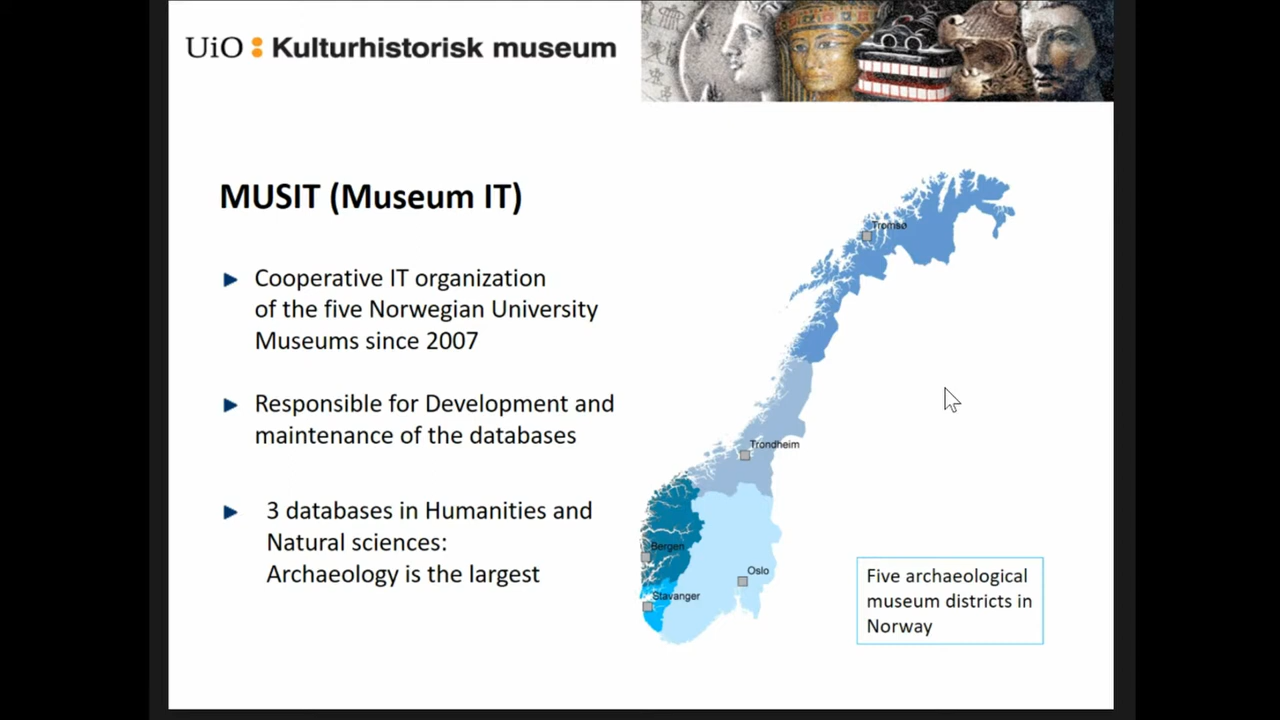 UiO : Kulturhistorisk museum
MUSIT (Museum IT)
Cooperative IT organization
of the five Norwegian University
Museums since 2007
Responsible for Development and
maintenance of the databases
3 databases in Humanities and
Natural sciences:
Archaeology is the largest
Tromsø
Trondheim
Bergen
Oslo
Stavanger
Five archaeological
museum districts in
Norway